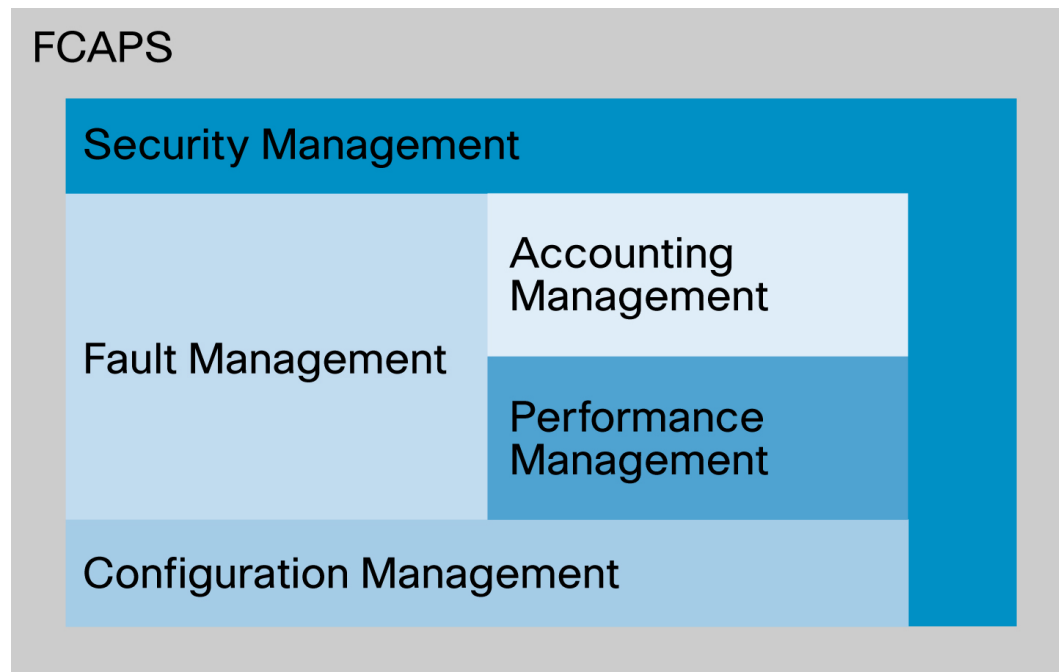 FCAPS
Security Management
Fault Management
Accounting
Management
Performance
Management
Configuration Management